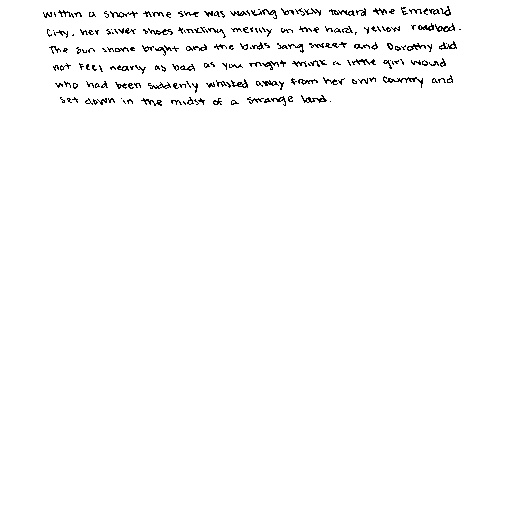 within a short time she was walking briskly toward the Emerald
City, her silver shoes tinkling merrily on the hard, yellow roadbed.
The sun shone bright and the birds sang sweet and Dorothy did
not feel nearly as bad as you might think a little girl would
who had been suddenly whisked away from her own country and
set down in the midst of a strange land.